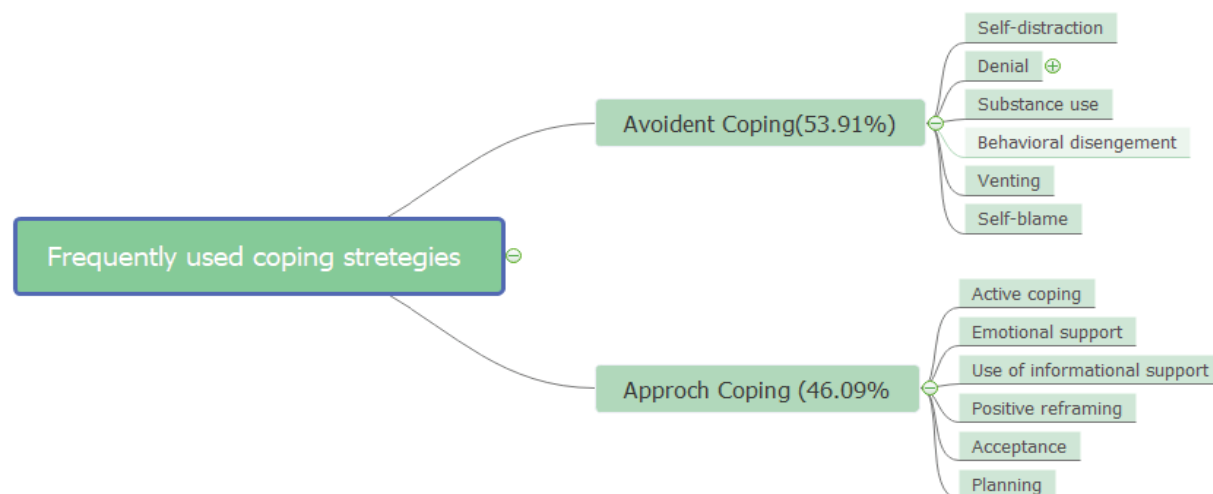 Frequently used coping stretegies
Avoident Coping(53.91%)
Self-distraction
Denial
Substance use
Behavioral disengement
Venting
Self-blame
Approch Coping (46.09%
Active coping
Emotional support
Use of informational support
Positive reframing
Acceptance
Planning